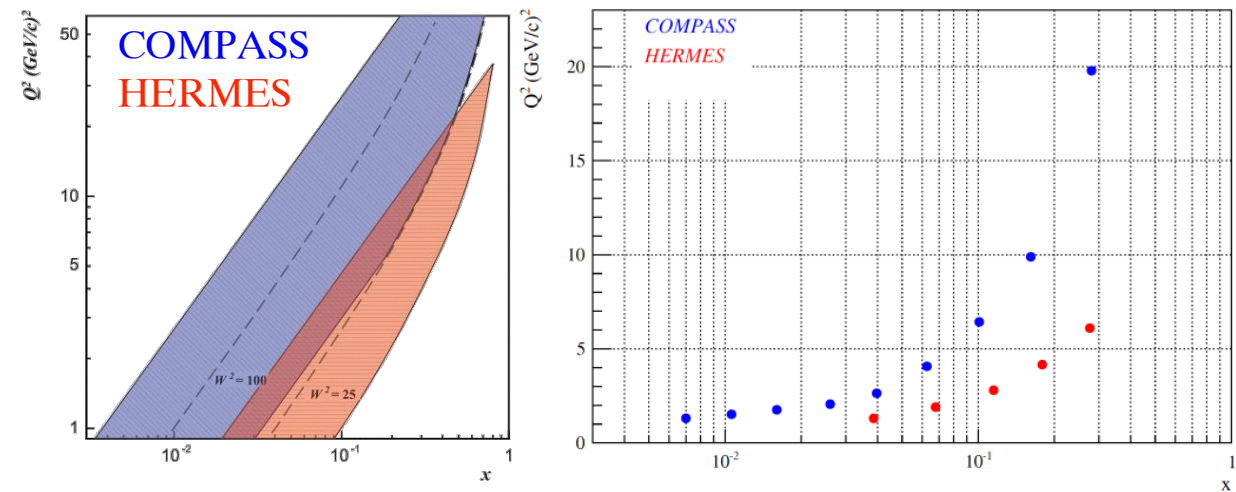 Q² (GeV/c)²
50
10
5
1
COMPASS
HERMES
W² = 100
W² = 25
10⁻²
10⁻¹
1
x
Q² (GeV/c)²
20
15
10
5
0
COMPASS
HERMES
10⁻²
10⁻¹
1
x